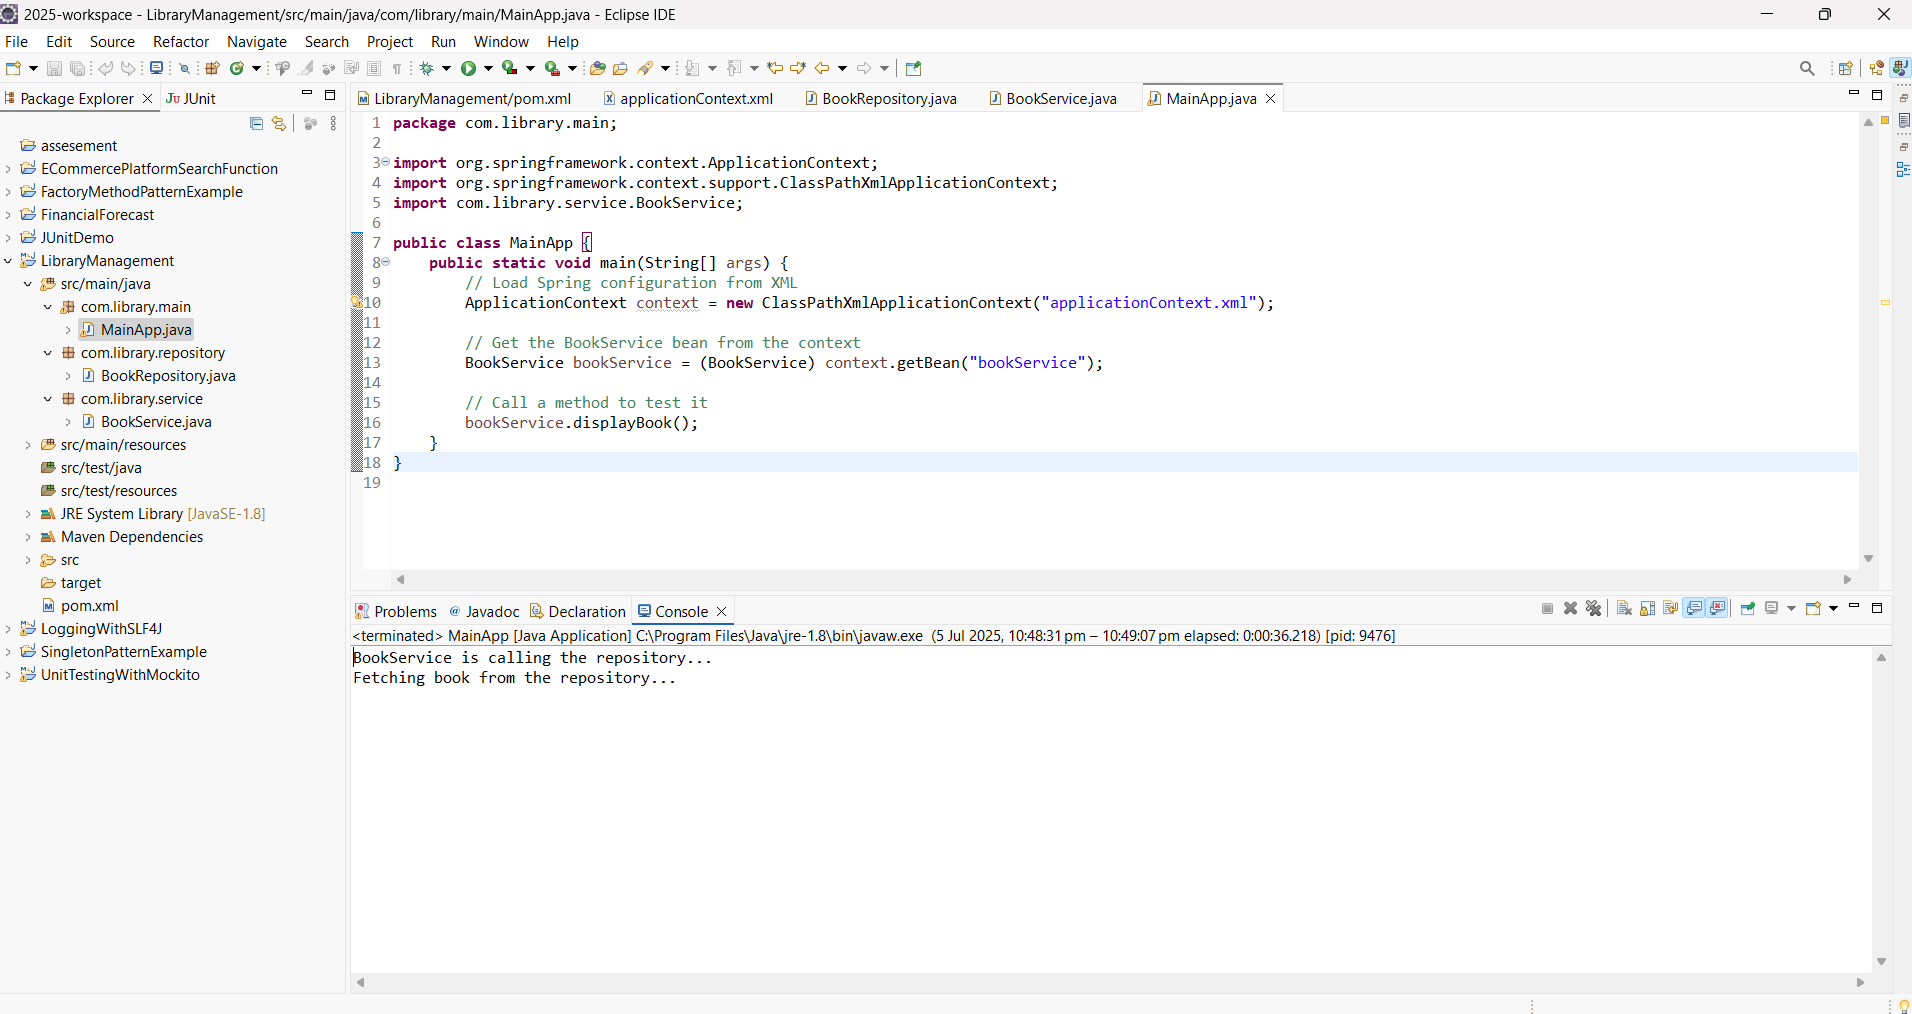 2025-workspace - LibraryManagement/src/main/java/com/library/main/MainApp.java - Eclipse IDE
File Edit Source Refactor Navigate Search Project Run Window Help
Package Explorer JUnit
assesement
ECommercePlatformSearchFunction
FactoryMethodPatternExample
FinancialForecast
JUnitDemo
LibraryManagement
src/main/java
com.library.main
MainApp.java
com.library.repository
BookRepository.java
com.library.service
BookService.java
src/main/resources
src/test/java
src/test/resources
JRE System Library [JavaSE-1.8]
Maven Dependencies
src
target
pom.xml
LoggingWithSLF4J
SingletonPatternExample
UnitTestingWithMockito
LibraryManagement/pom.xml applicationContext.xml BookRepository.java BookService.java MainApp.java
1 package com.library.main;
2
3 import org.springframework.context.ApplicationContext;
4 import org.springframework.context.support.ClassPathXmlApplicationContext;
5 import com.library.service.BookService;
6
7 public class MainApp {
8 public static void main(String[] args) {
9 // Load Spring configuration from XML
10 ApplicationContext context = new ClassPathXmlApplicationContext("applicationContext.xml");
11
12 // Get the BookService bean from the context
13 BookService bookService = (BookService) context.getBean("bookService");
14
15 // Call a method to test it
16 bookService.displayBook();
17 }
18 }
19
Problems Javadoc Declaration Console
<terminated> MainApp [Java Application] C:\Program Files\Java\jre-1.8\bin\javaw.exe (5 Jul 2025, 10:48:31 pm – 10:49:07 pm elapsed: 0:00:36.218) [pid: 9476]
BookService is calling the repository...
Fetching book from the repository...